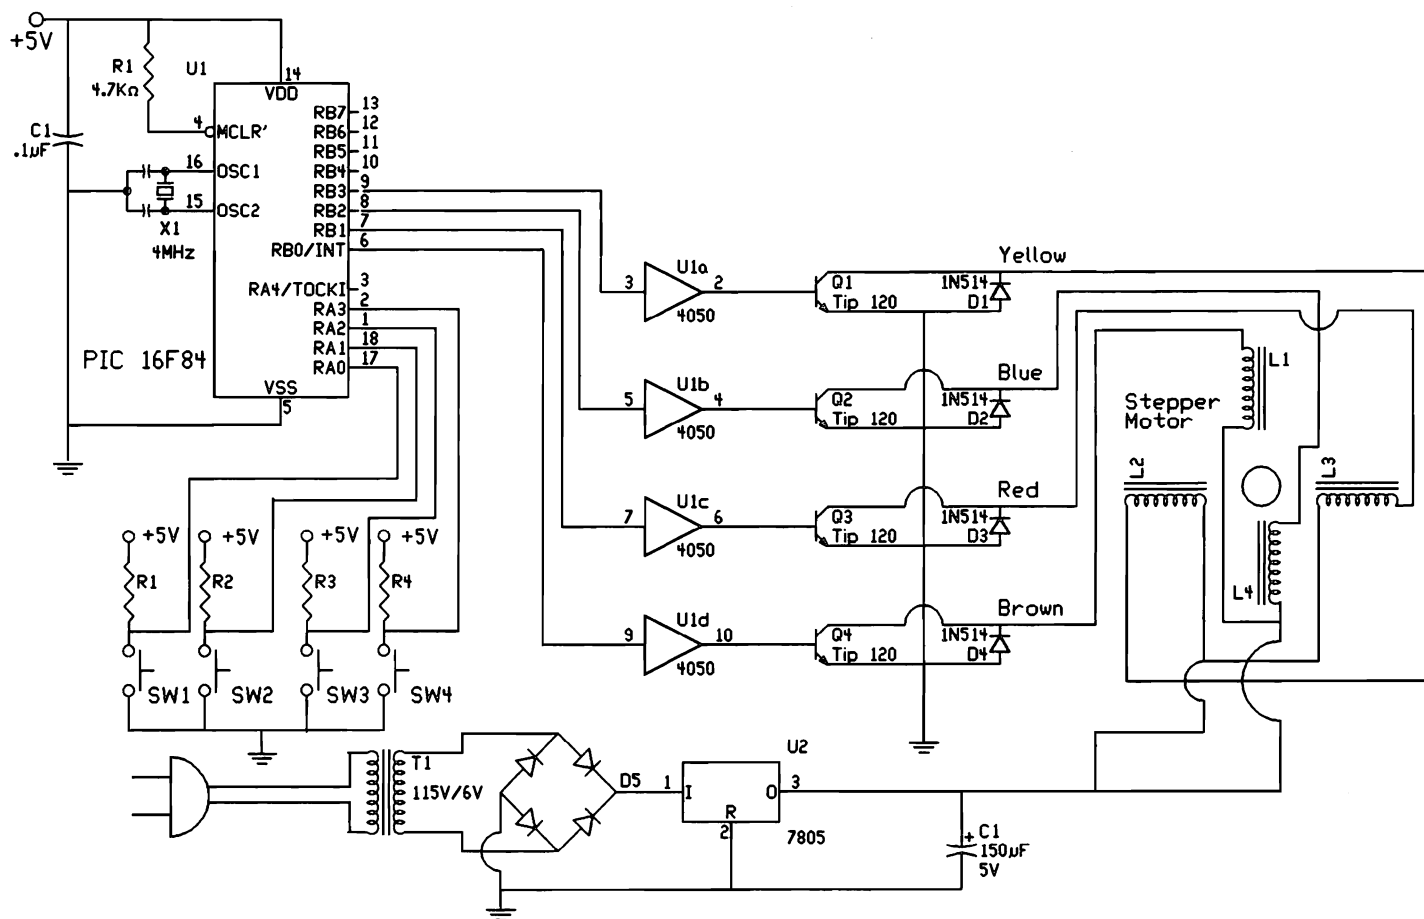 +5V
R1
4.7KΩ
U1
14
VDD
C1
.1µF
4
MCLR'
16
OSC1
15
OSC2
X1
4MHz
RB7
13
RB6
12
RB5
11
RB4
10
RB3
9
RB2
8
RB1
7
RB0/INT
6
RA4/TOCKI
3
RA3
2
RA2
1
RA1
18
RA0
17
PIC 16F84
VSS
5
3
U1a
2
4050
Q1
Tip 120
1N514
D1
Yellow
5
U1b
4
4050
Q2
Tip 120
1N514
D2
Blue
7
U1c
6
4050
Q3
Tip 120
1N514
D3
Red
9
U1d
10
4050
Q4
Tip 120
1N514
D4
Brown
Stepper
Motor
L1
L2
L3
L4
+5V
+5V
+5V
+5V
R1
R2
R3
R4
SW1
SW2
SW3
SW4
T1
115V/6V
D5
U2
1
I
O
3
R
2
7805
+
C1
150µF
5V